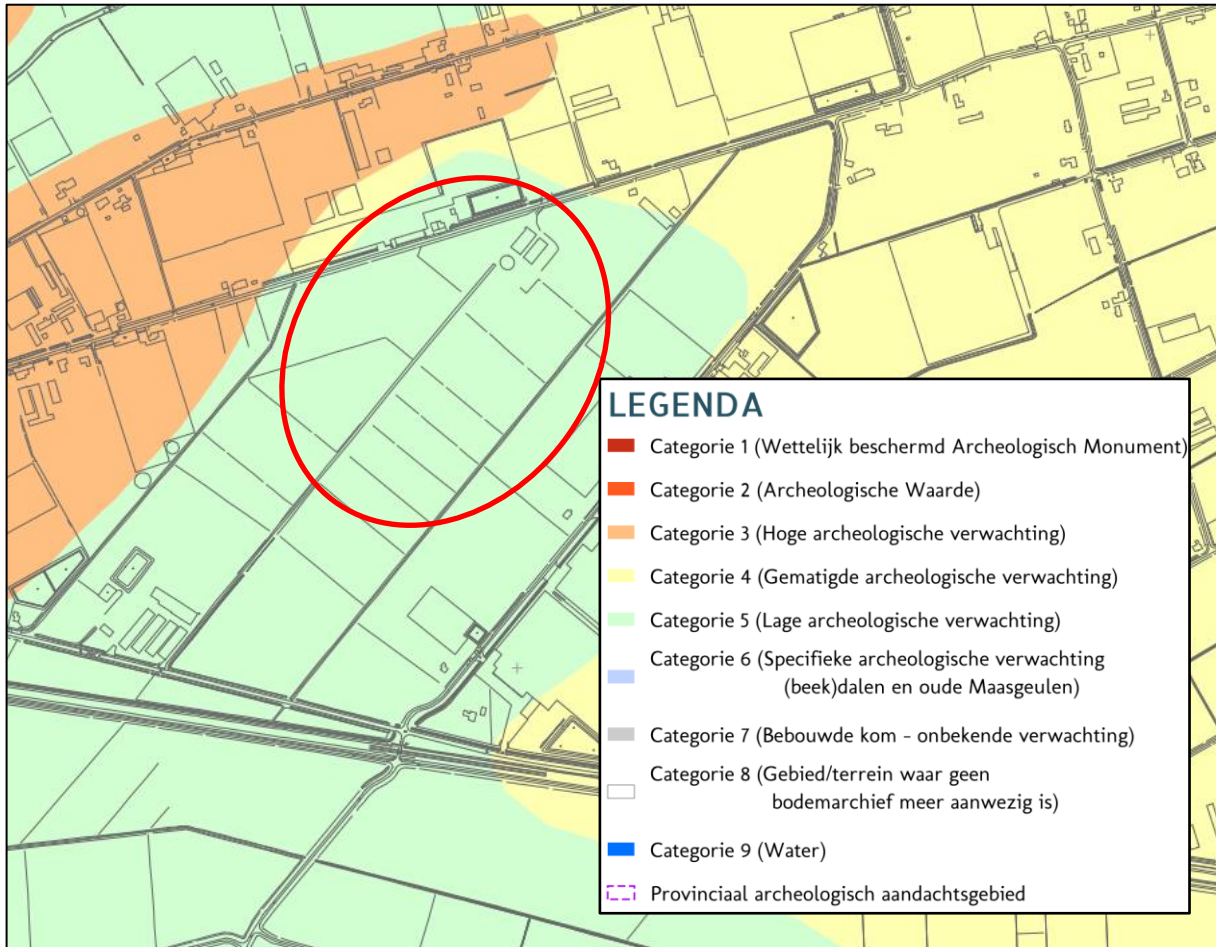 LEGENDA
Categorie 1 (Wettelijk beschermd Archeologisch Monument)
Categorie 2 (Archeologische Waarde)
Categorie 3 (Hoge archeologische verwachting)
Categorie 4 (Gematigde archeologische verwachting)
Categorie 5 (Lage archeologische verwachting)
Categorie 6 (Specifieke archeologische verwachting
(beek)dalen en oude Maasgeulen)
Categorie 7 (Bebouwde kom - onbekende verwachting)
Categorie 8 (Gebied/terrein waar geen
bodemarchief meer aanwezig is)
Categorie 9 (Water)
Provinciaal archeologisch aandachtsgebied